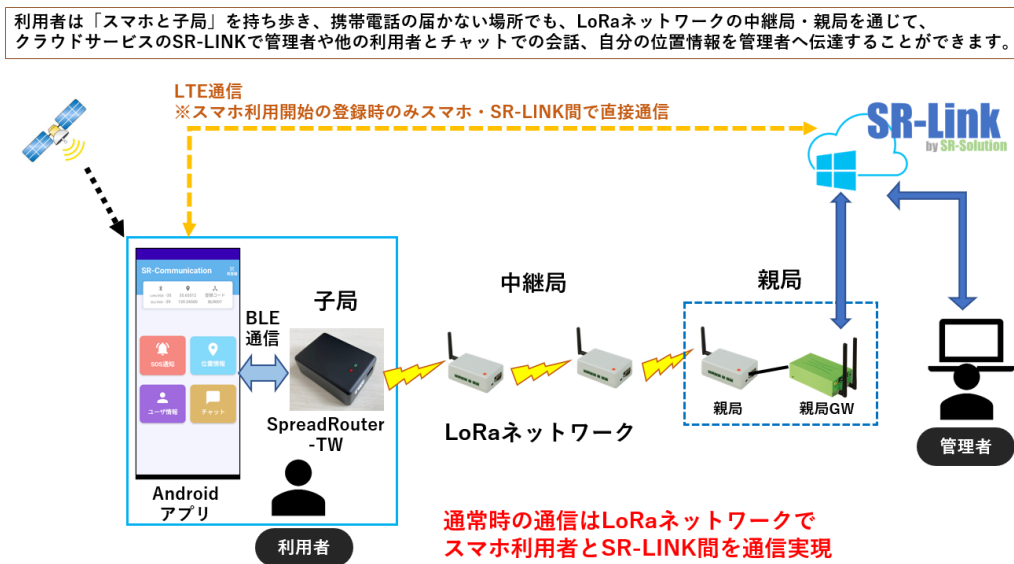 利用者は「スマホと子局」を持ち歩き、携帯電話の届かない場所でも、LoRaネットワークの中継局・親局を通じて、
クラウドサービスのSR-LINKで管理者や他の利用者とチャットでの会話、自分の位置情報を管理者へ伝達することができます。
LTE通信
※スマホ利用開始の登録時のみスマホ・SR-LINK間で直接通信
SR-Link
by SR-Solution
SR-Communication
登録コード
SOS通知
位置情報
ユーザ情報
チャット
BLE
通信
子局
SpreadRouter
-TW
中継局
親局
親局
親局GW
LoRaネットワーク
管理者
Android
アプリ
利用者
通常時の通信はLoRaネットワークで
スマホ利用者とSR-LINK間を通信実現